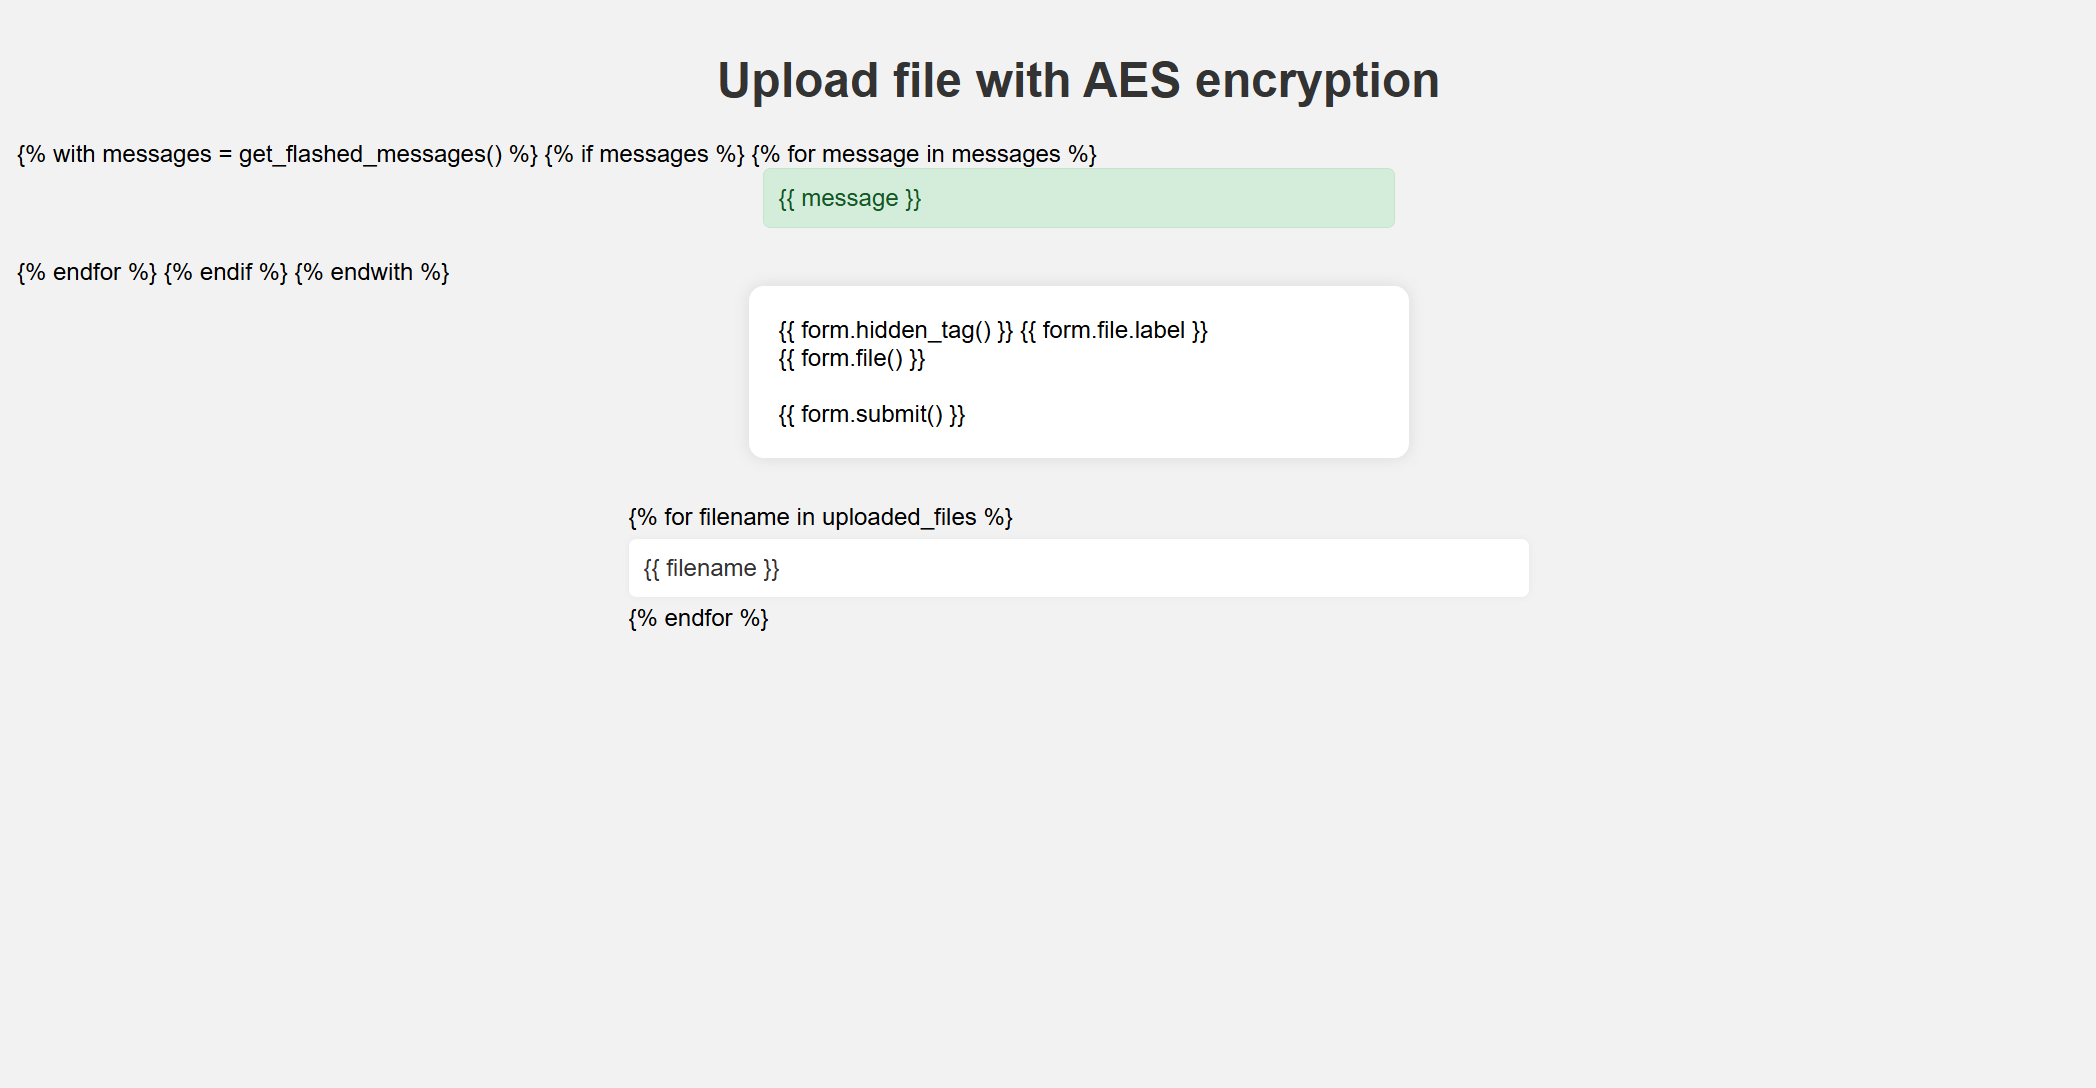 Upload file with AES encryption
{% with messages = get_flashed_messages() %} {% if messages %} {% for message in messages %}
{{ message }}
{% endfor %} {% endif %} {% endwith %}
{{ form.hidden_tag() }} {{ form.file.label }}
{{ form.file() }}
{{ form.submit() }}
{% for filename in uploaded_files %}
{{ filename }}
{% endfor %}